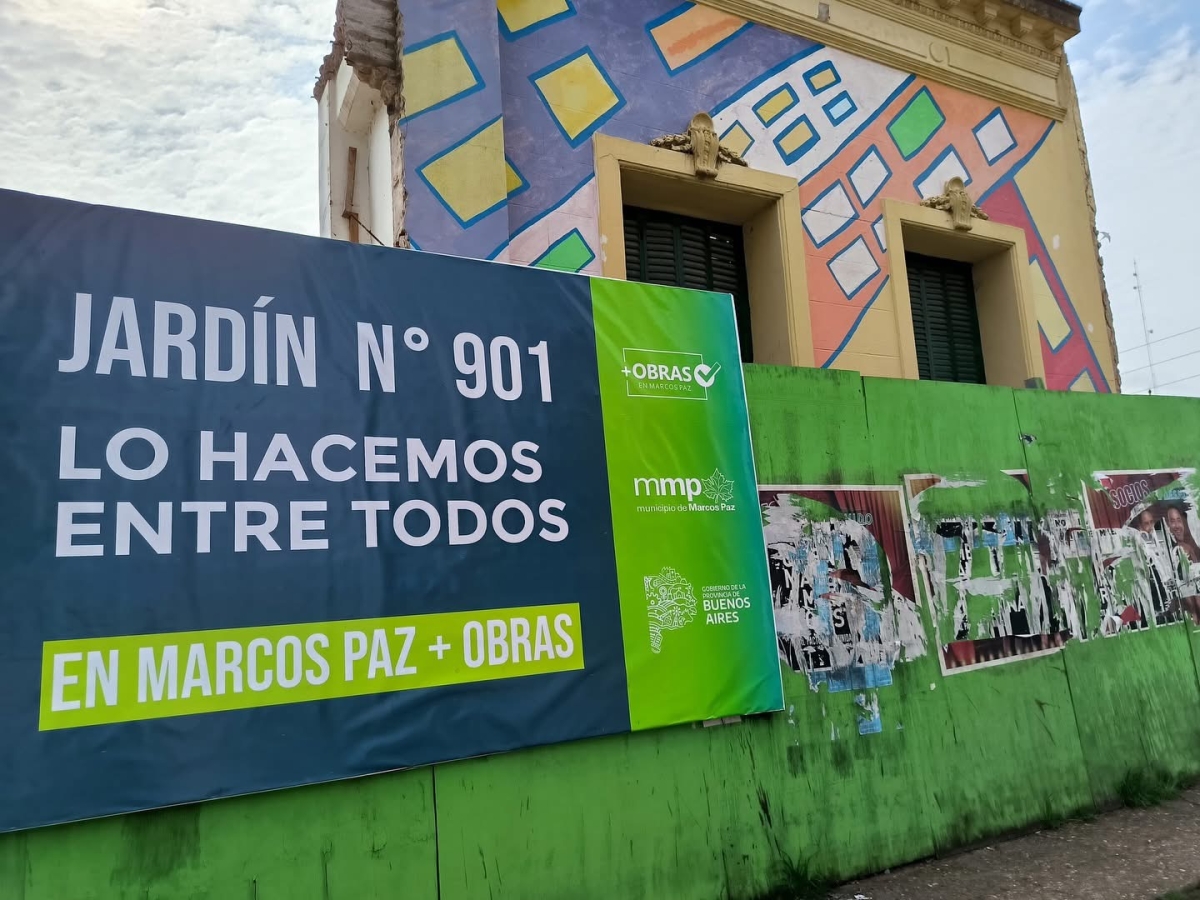 JARDÍN N° 901
LO HACEMOS
ENTRE TODOS
EN MARCOS PAZ + OBRAS
+OBRAS
EN MARCOS PAZ
mmp
municipio de Marcos Paz
GOBIERNO DE LA
PROVINCIA DE
BUENOS
AIRES
SOCOS